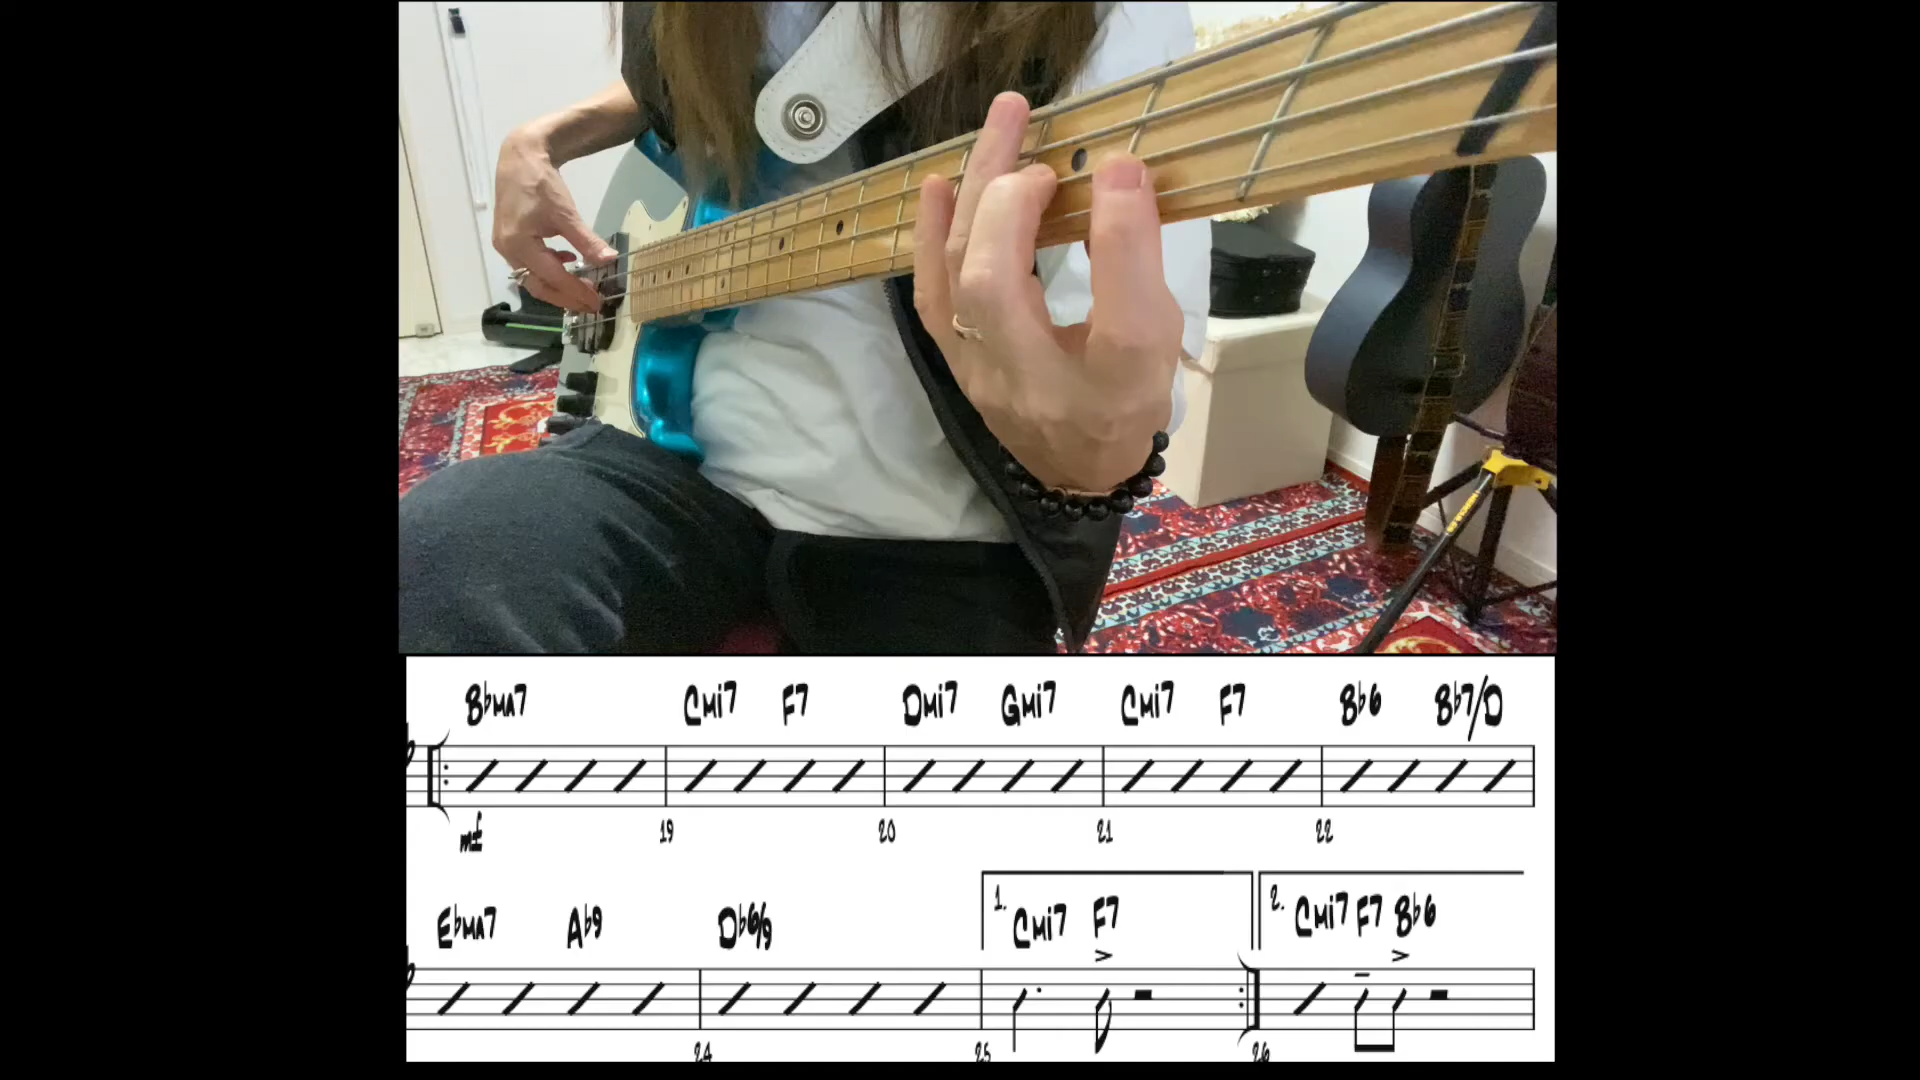 B♭MA7 CMI7 F7 DMI7 GMI7 CMI7 F7 B♭6 B♭7/D
mf 19 20 21 22
1. 2.
E♭MA7 A♭9 D♭6/9 CMI7 F7 CMI7 F7 B♭6
24 25 26